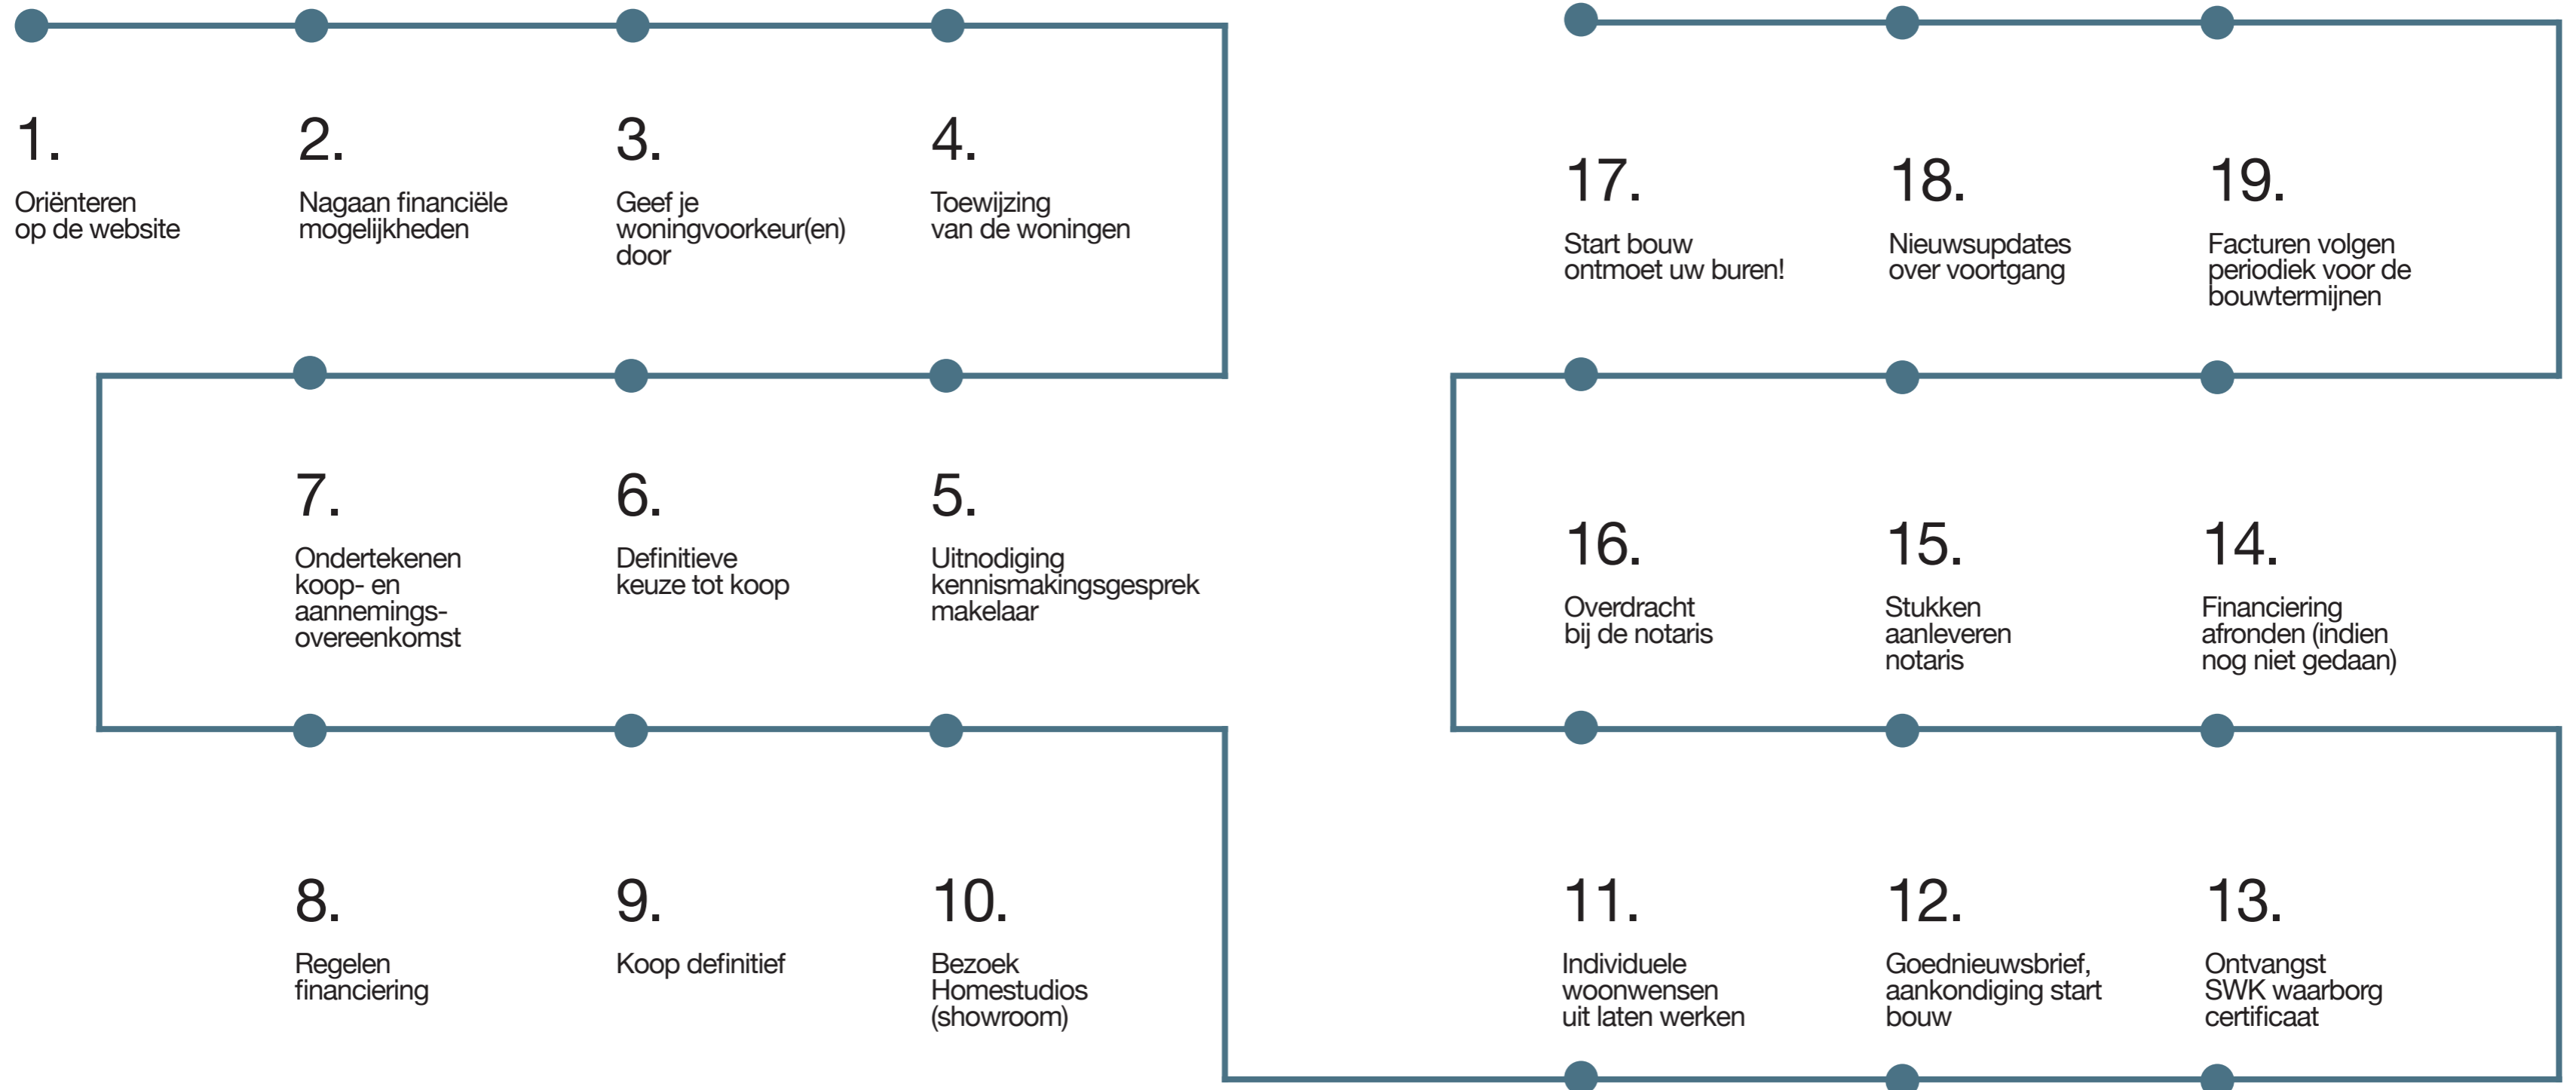 1.
Oriënteren
op de website
2.
Nagaan financiële
mogelijkheden
3.
Geef je
woningvoorkeur(en)
door
4.
Toewijzing
van de woningen
5.
Uitnodiging
kennismakingsgesprek
makelaar
6.
Definitieve
keuze tot koop
7.
Ondertekenen
koop- en
aannemings-
overeenkomst
8.
Regelen
financiering
9.
Koop definitief
10.
Bezoek
Homestudios
(showroom)
11.
Individuele
woonwensen
uit laten werken
12.
Goednieuwsbrief,
aankondiging start
bouw
13.
Ontvangst
SWK waarborg
certificaat
14.
Financiering
afronden (indien
nog niet gedaan)
15.
Stukken
aanleveren
notaris
16.
Overdracht
bij de notaris
17.
Start bouw
ontmoet uw buren!
18.
Nieuwsupdates
over voortgang
19.
Facturen volgen
periodiek voor de
bouwtermijnen